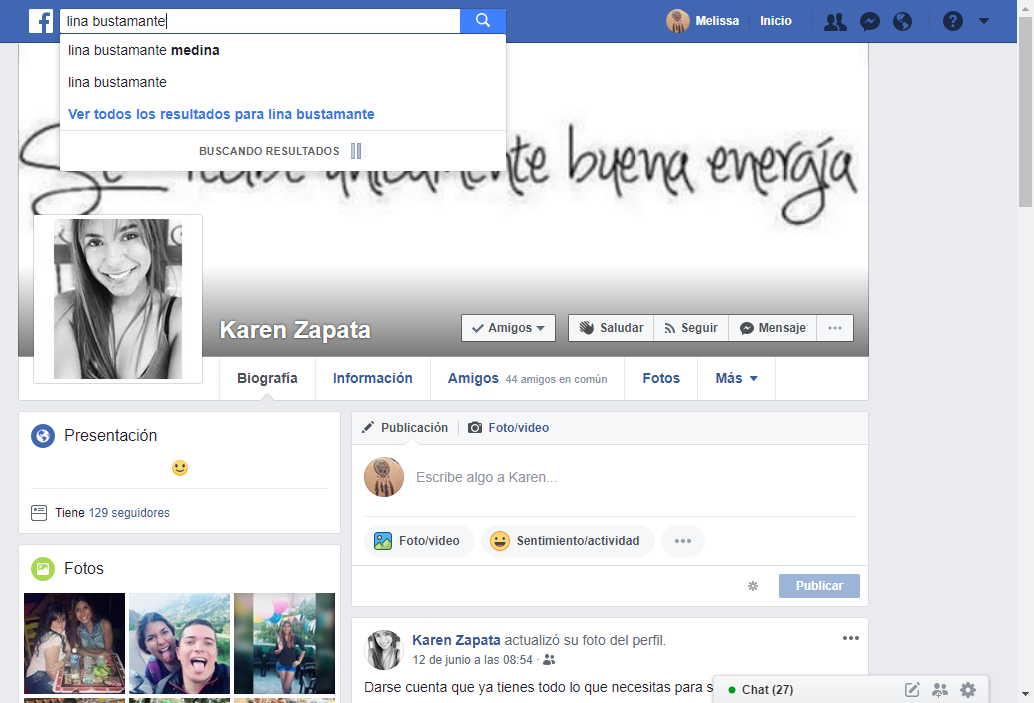 lina bustamante
Melissa
Inicio
lina bustamante medina
lina bustamante
Ver todos los resultados para lina bustamante
BUSCANDO RESULTADOS
buena energía
Karen Zapata
Amigos
Saludar
Seguir
Mensaje
Biografía
Información
Amigos 44 amigos en común
Fotos
Más
Presentación
Tiene 129 seguidores
Fotos
Publicación
Foto/video
Escribe algo a Karen...
Foto/video
Sentimiento/actividad
Publicar
Karen Zapata actualizó su foto del perfil.
12 de junio a las 08:54 ·
Darse cuenta que ya tienes todo lo que necesitas para s
Chat (27)